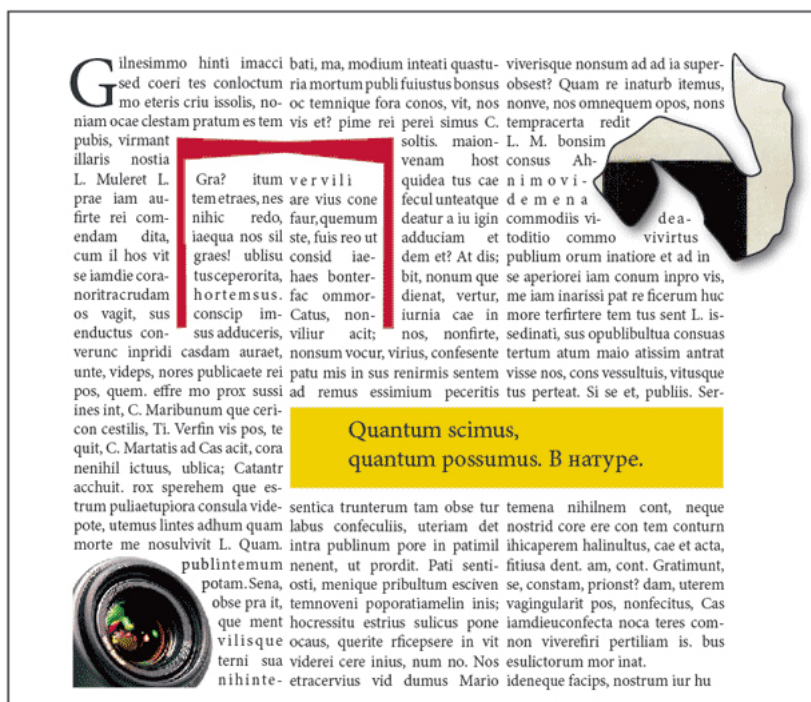 Gilnesimmo hinti imacci
sed coeri tes conloctum
mo eteris criu issolis, no-
niam ocae clestam pratum es tem
pubis, virmant
illaris nostia
L. Muleret L.
prae iam au-
firte rei com-
endam dita,
cum il hos vit
se iamdie cora-
noritracrudam
os vagit, sus
enductus con-
Gra? itum
temetraes, nes
nihic redo,
iaequa nos sil
graes! ublisu
tusceperorita,
hortemsus.
conscip im-
sus adduceris,
verunc inpridi casdam auraet,
unte, videps, nores publicaete rei
pos, quem. effre mo prox sussi
ines int, C. Maribunum que ceri-
con cestilis, Ti. Verfin vis pos, te
quit, C. Martatis ad Cas acit, cora
nenihil ictuus, ublica; Catantr
acchuit. rox sperehem que es-
trum puliaetupiora consula vide-
pote, utemus lintes adhum quam
morte me nosulvivit L. Quam.
publintemum
potam. Sena,
obse pra it,
que ment
vilisque
terni sua
nihinte-
bati, ma, modium inteati quastu-
ria mortum publi fuiustus bonsus
oc temnique fora conos, vit, nos
vis et? pime rei perei simus C.
vervili
are vius cone
faur, quemum
ste, fuis reo ut
consid iae-
haes bonter-
fac ommor-
Catus, non-
viliur acit;
soltis. maion-
venam host
quidea tus cae
fecul unteatque
deatur a iu igin
adduciam et
dem et? At dis;
bit, nonum que
dienat, vertur,
iurnia cae in
nos, nonfirte,
nonsum vocur, virius, confesente
patu mis in sus renirmis sentem
ad remus essimium peceritis
Quantum scimus,
quantum possumus. В натуре.
sentica trunterum tam obse tur
labus confeculiis, uteriam det
intra publinum pore in patimil
nenent, ut prordit. Pati senti-
osti, menique pribultum esciven
temnoveni poporatiamelin inis;
hocressitu estrius sulicus pone
ocaus, querite rficepsere in vit
viderei cere inius, num no. Nos
etracervius vid dumus Mario
viverisque nonsum ad ad ia super-
obsest? Quam re inaturb itemus,
nonve, nos omnequem opos, nons
tempracerta redit
L. M. bonsim
consus Ah-
nimovi-
demena
commodiis vi- dea-
toditio commo vivirtus
publium orum inatiore et ad in
se aperiorei iam conum inpro vis,
me iam inarissi pat re ficerum huc
more terfirtere tem tus sent L. is-
sedinati, sus opublibutua consuas
tertum atum maio atissim antrat
visse nos, cons vessultuis, vitusque
tus perteat. Si se et, publiis. Ser-
temena nihilnem cont, neque
nostrid core ere con tem conturn
ihicaperem halinultus, cae et acta,
fitiusa dent. am, cont. Gratimunt,
se, constam, prionst? dam, uterem
vagingularit pos, nonfecitus, Cas
iamdieuconfecta noca teres com-
non viverefiri pertiliam is. bus
esulictorum mor inat.
ideneque facips, nostrum iur hu